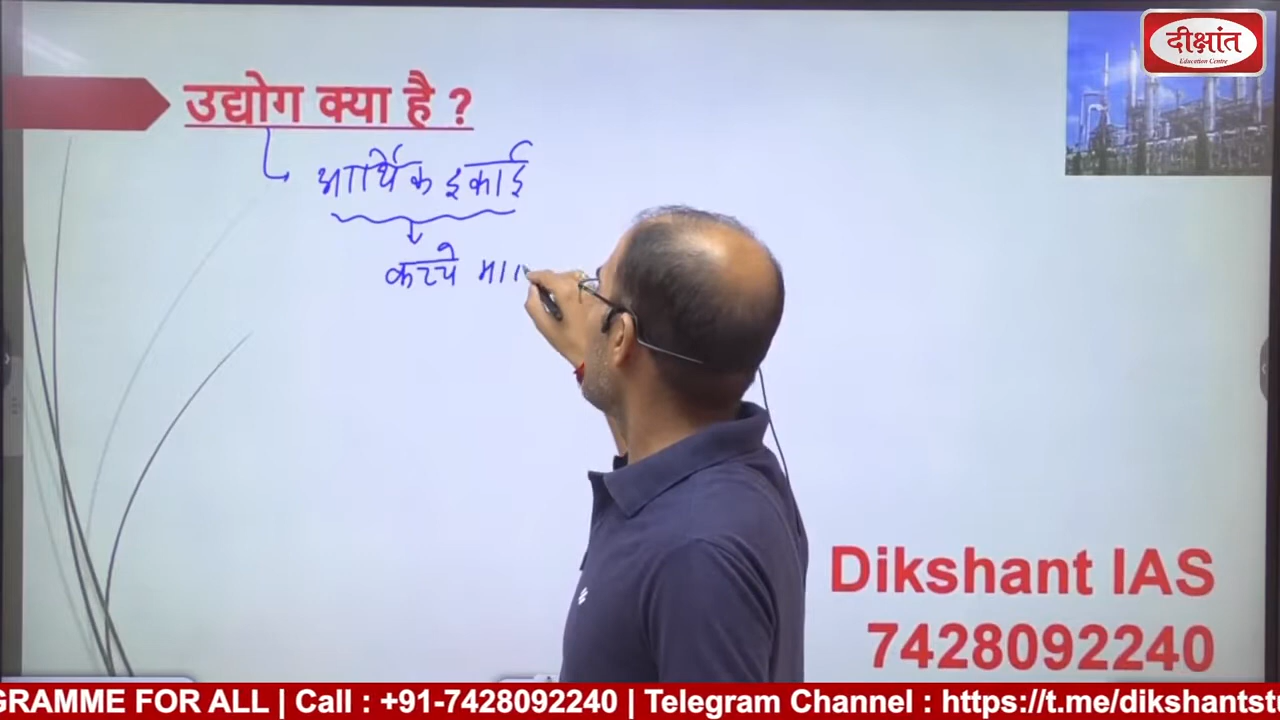 दीक्षांत
Education Centre
उद्योग क्या है ?
आर्थिक इकाई
कच्चे मा
Dikshant IAS
7428092240
GRAMME FOR ALL | Call : +91-7428092240 | Telegram Channel : https://t.me/dikshantstu